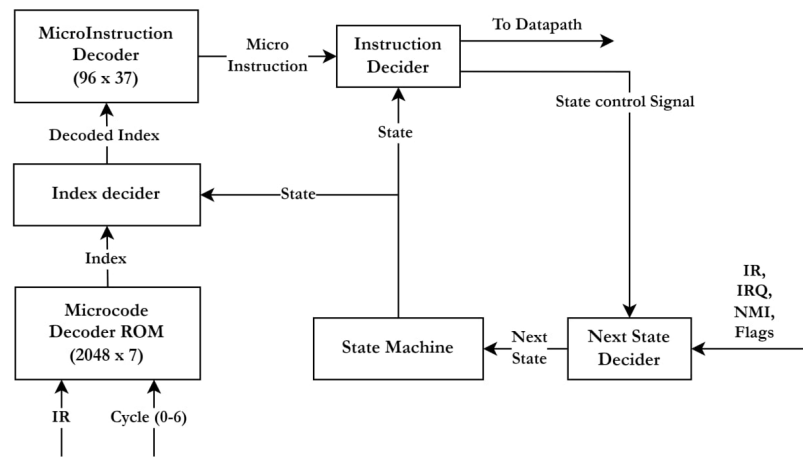 MicroInstruction
Decoder
(96 x 37)
Micro
Instruction
Instruction
Decider
To Datapath
State control Signal
Decoded Index
State
Index decider
State
Index
Microcode
Decoder ROM
(2048 x 7)
State Machine
Next
State
Next State
Decider
IR,
IRQ,
NMI,
Flags
IR
Cycle (0-6)